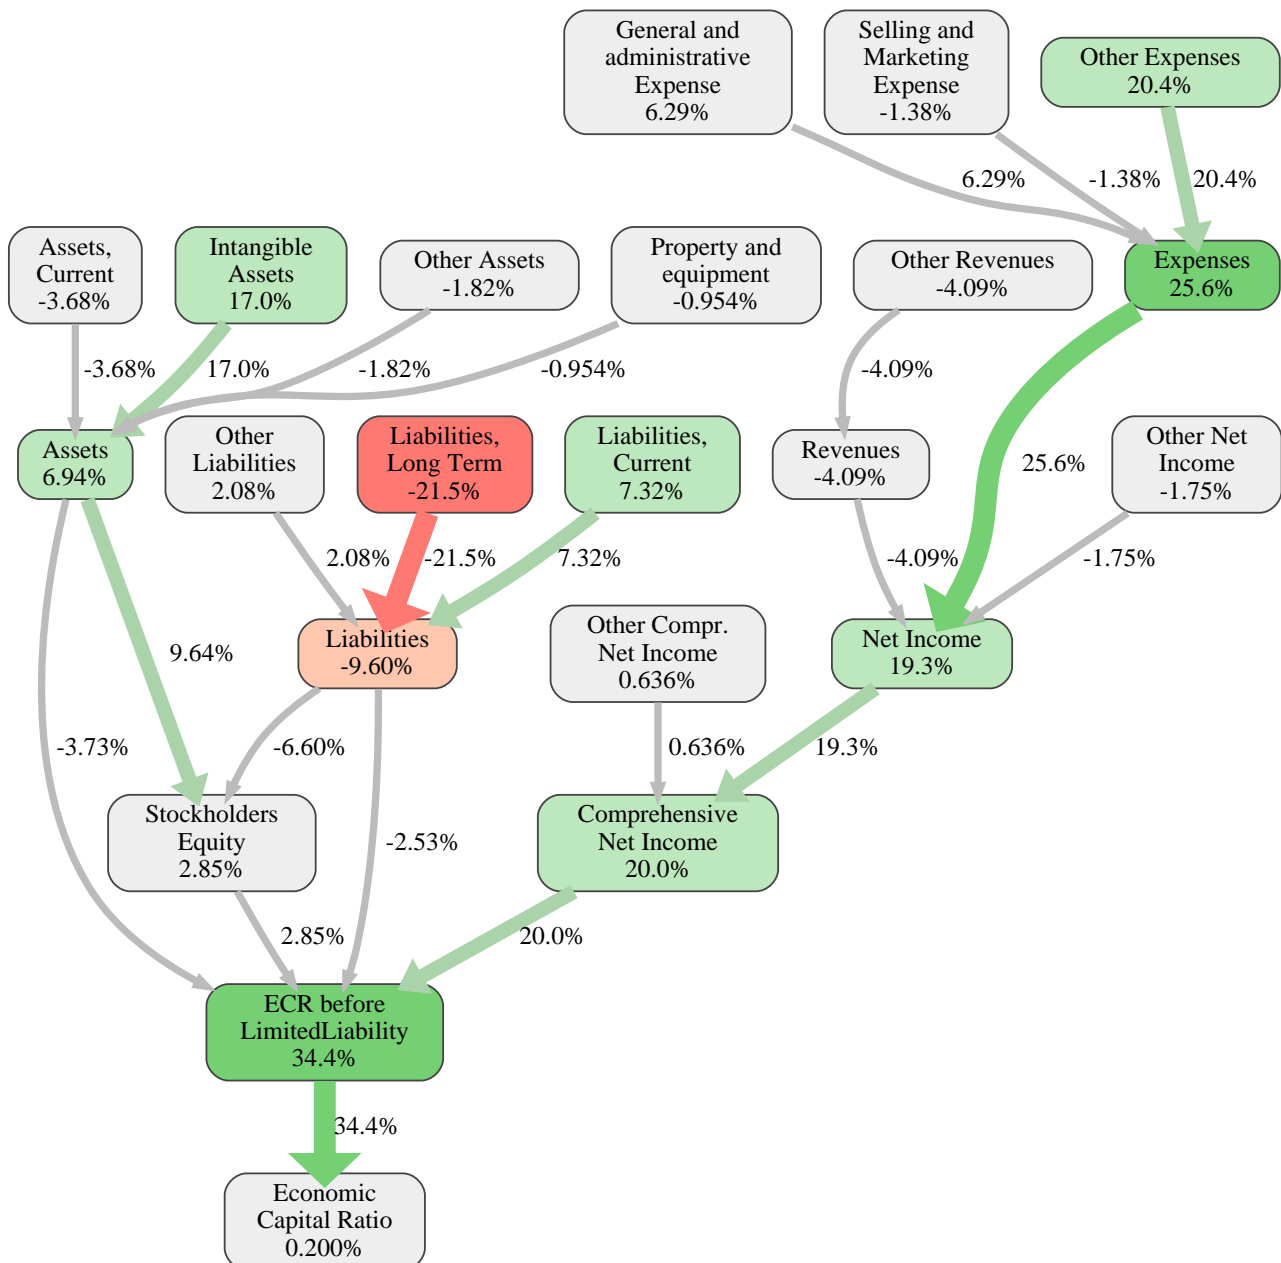 General and
administrative
Expense
6.29%
Selling and
Marketing
Expense
-1.38%
Other Expenses
20.4%
6.29%
-1.38%
20.4%
Assets,
Current
-3.68%
Intangible
Assets
17.0%
Other Assets
-1.82%
Property and
equipment
-0.954%
Other Revenues
-4.09%
Expenses
25.6%
-3.68%
17.0%
-1.82%
-0.954%
-4.09%
Assets
6.94%
Other
Liabilities
2.08%
Liabilities,
Long Term
-21.5%
Liabilities,
Current
7.32%
Revenues
-4.09%
25.6%
Other Net
Income
-1.75%
2.08%
-21.5%
7.32%
-4.09%
-1.75%
9.64%
Liabilities
-9.60%
Other Compr.
Net Income
0.636%
Net Income
19.3%
-3.73%
-6.60%
0.636%
19.3%
Stockholders
Equity
2.85%
-2.53%
Comprehensive
Net Income
20.0%
2.85%
20.0%
ECR before
LimitedLiability
34.4%
34.4%
Economic
Capital Ratio
0.200%